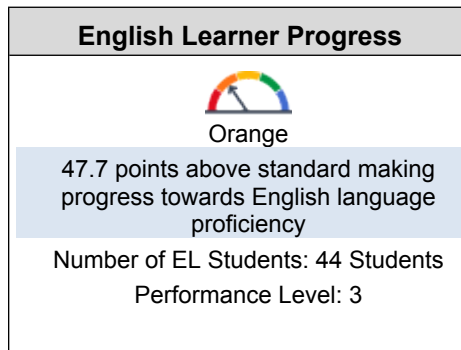 English Learner Progress
Orange
47.7 points above standard making
progress towards English language
proficiency
Number of EL Students: 44 Students
Performance Level: 3